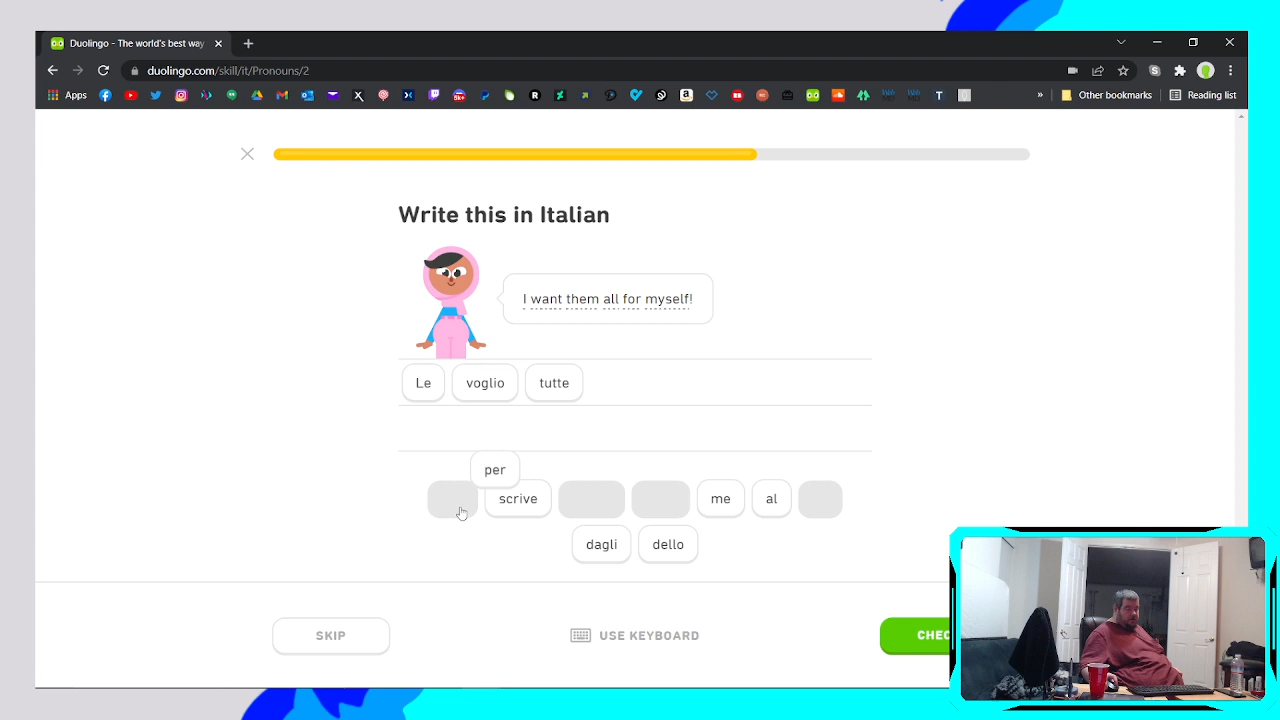 Duolingo - The world's best way
duolingo.com/skill/it/Pronouns/2
Apps
Other bookmarks
Reading list
Write this in Italian
I want them all for myself!
Le voglio tutte
per
scrive me al
dagli dello
SKIP
USE KEYBOARD
CHEC